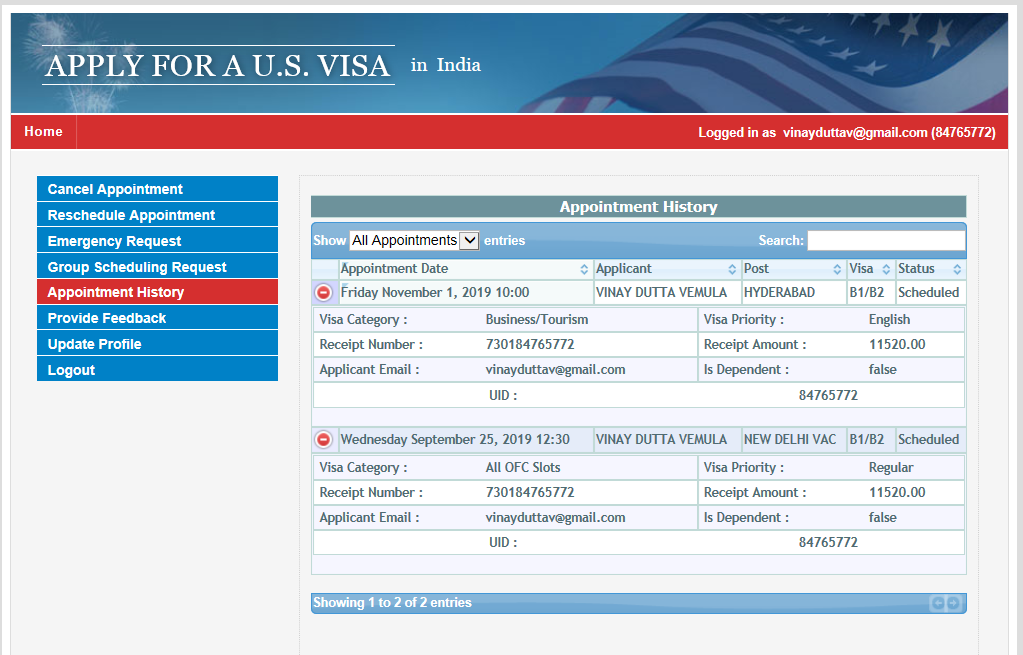 APPLY FOR A U.S. VISA in India
Home Logged in as vinayduttav@gmail.com (84765772)
Cancel Appointment
Reschedule Appointment
Emergency Request
Group Scheduling Request
Appointment History
Provide Feedback
Update Profile
Logout
Appointment History
Show All Appointments entries Search:
Appointment Date Applicant Post Visa Status
Friday November 1, 2019 10:00 VINAY DUTTA VEMULA HYDERABAD B1/B2 Scheduled
Visa Category : Business/Tourism Visa Priority : English
Receipt Number : 730184765772 Receipt Amount : 11520.00
Applicant Email : vinayduttav@gmail.com Is Dependent : false
UID : 84765772
Wednesday September 25, 2019 12:30 VINAY DUTTA VEMULA NEW DELHI VAC B1/B2 Scheduled
Visa Category : All OFC Slots Visa Priority : Regular
Receipt Number : 730184765772 Receipt Amount : 11520.00
Applicant Email : vinayduttav@gmail.com Is Dependent : false
UID : 84765772
Showing 1 to 2 of 2 entries